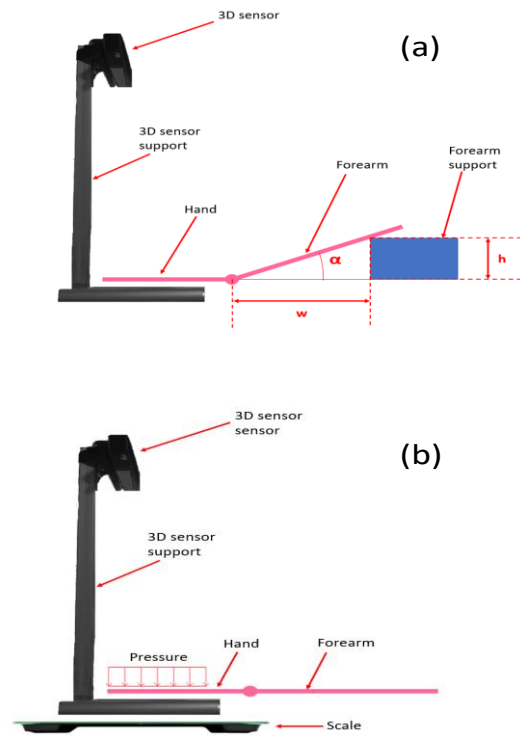 3D sensor
(a)
3D sensor
support
Forearm
Forearm
support
Hand
α
h
w
3D sensor
sensor
(b)
3D sensor
support
Pressure
Hand
Forearm
Scale